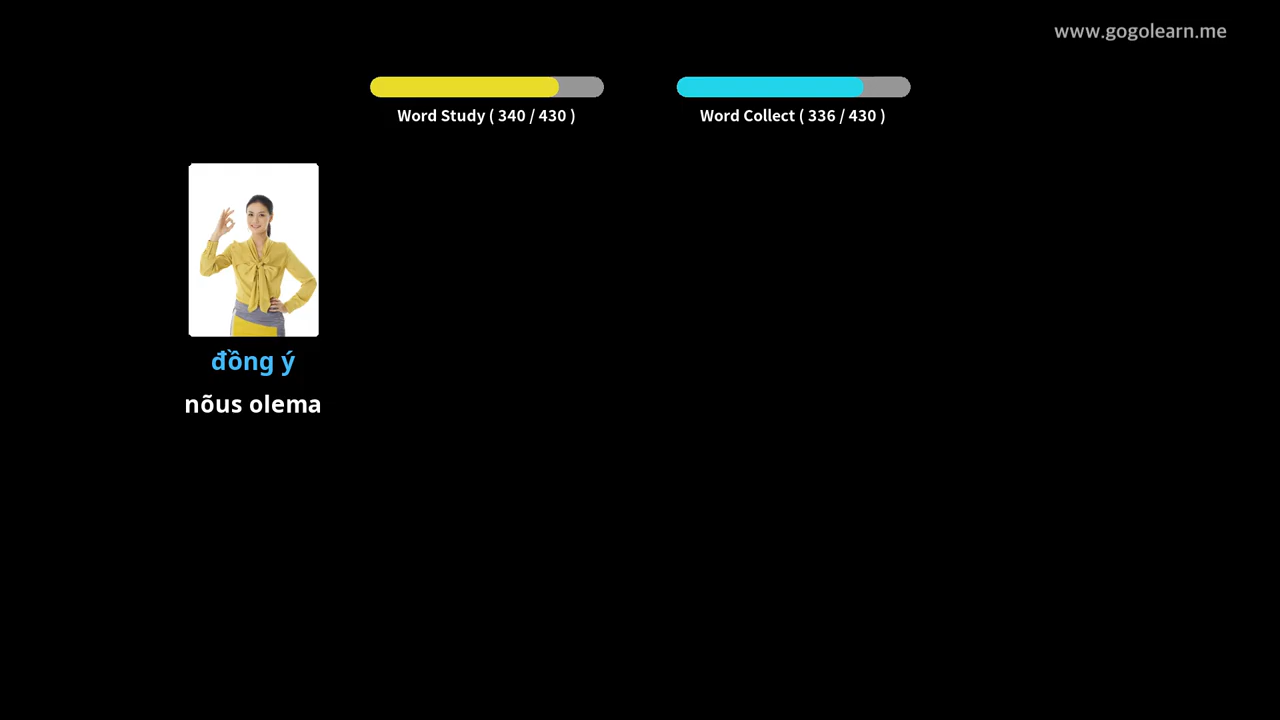 www.gogolearn.me
Word Study ( 340 / 430 )
Word Collect ( 336 / 430 )
đồng ý
nõus olema